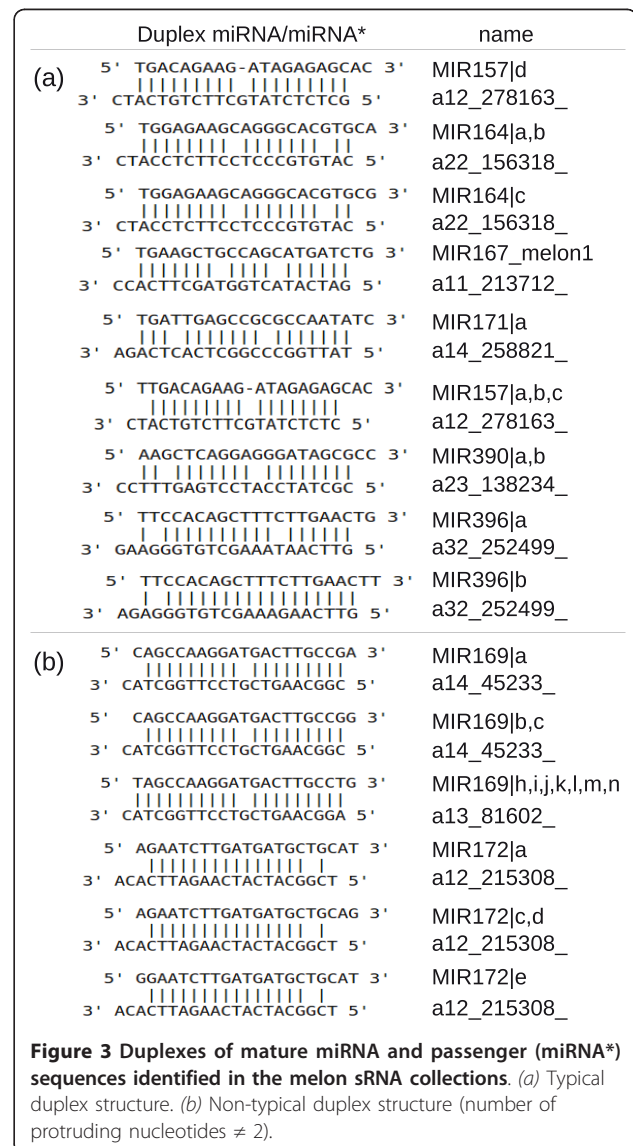 Duplex miRNA/miRNA* name
(a)
5' TGACAGAAG-ATAGAGAGCAC 3' MIR157|d
||||||||| |||||||||
3' CTACTGTCTTCGTATCTCTCG 5' a12_278163_
5' TGGAGAAGCAGGGCACGTGCA 3' MIR164|a,b
|||||||| ||||||| ||
3' CTACCTCTTCCTCCCGTGTAC 5' a22_156318_
5' TGGAGAAGCAGGGCACGTGCG 3' MIR164|c
|||||||| ||||||| ||
3' CTACCTCTTCCTCCCGTGTAC 5' a22_156318_
5' TGAAGCTGCCAGCATGATCTG 3' MIR167_melon1
||||||| |||| ||||||
3' CCACTTCGATGGTCATACTAG 5' a11_213712_
5' TGATTGAGCCGCGCCAATATC 3' MIR171|a
||| ||||||| |||||||
3' AGACTCACTCGGCCCGGTTAT 5' a14_258821_
5' TTGACAGAAG-ATAGAGAGCAC 3' MIR157|a,b,c
||||||||| ||||||||
3' CTACTGTCTTCGTATCTCTC 5' a12_278163_
5' AAGCTCAGGAGGGATAGCGCC 3' MIR390|a,b
|| ||||||| ||||||||
3' CCTTTGAGTCCTACCTATCGC 5' a23_138234_
5' TTCCACAGCTTTCTTGAACTG 3' MIR396|a
| |||||||||| ||||||
3' GAAGGGTGTCGAAATAACTTG 5' a32_252499_
5' TTCCACAGCTTTCTTGAACTT 3' MIR396|b
| |||||||||||||||||
3' AGAGGGTGTCGAAAGAACTTG 5' a32_252499_
(b)
5' CAGCCAAGGATGACTTGCCGA 3' MIR169|a
||||||||| |||||||||
3' CATCGGTTCCTGCTGAACGGC 5' a14_45233_
5' CAGCCAAGGATGACTTGCCGG 3' MIR169|b,c
||||||||| |||||||||
3' CATCGGTTCCTGCTGAACGGC 5' a14_45233_
5' TAGCCAAGGATGACTTGCCTG 3' MIR169|h,i,j,k,l,m,n
|||||||||| |||||||||
3' CATCGGTTCCTGCTGAACGGA 5' a13_81602_
5' AGAATCTTGATGATGCTGCAT 3' MIR172|a
||||||||||||||| |
3' ACACTTAGAACTACTACGGCT 5' a12_215308_
5' AGAATCTTGATGATGCTGCAG 3' MIR172|c,d
||||||||||||||| |
3' ACACTTAGAACTACTACGGCT 5' a12_215308_
5' GGAATCTTGATGATGCTGCAT 3' MIR172|e
||||||||||||||| |
3' ACACTTAGAACTACTACGGCT 5' a12_215308_
Figure 3 Duplexes of mature miRNA and passenger (miRNA*)
sequences identified in the melon sRNA collections. (a) Typical
duplex structure. (b) Non-typical duplex structure (number of
protruding nucleotides ≠ 2).